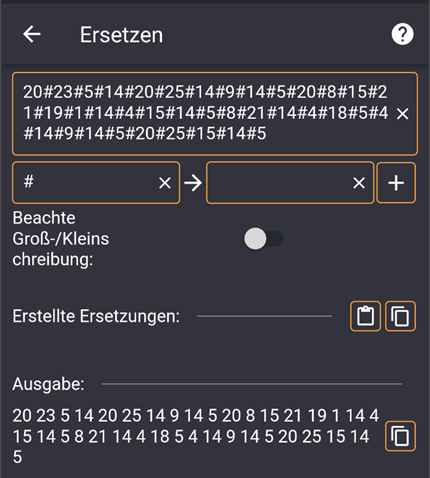 Ersetzen
20#23#5#14#20#25#14#9#14#5#20#8#15#2
1#19#1#14#4#15#14#5#8#21#14#4#18#5#4
#14#9#14#5#20#25#15#14#5
#
Beachte
Groß-/Kleins
chreibung:
Erstellte Ersetzungen:
Ausgabe:
20 23 5 14 20 25 14 9 14 5 20 8 15 21 19 1 14 4
15 14 5 8 21 14 4 18 5 4 14 9 14 5 20 25 15 14
5